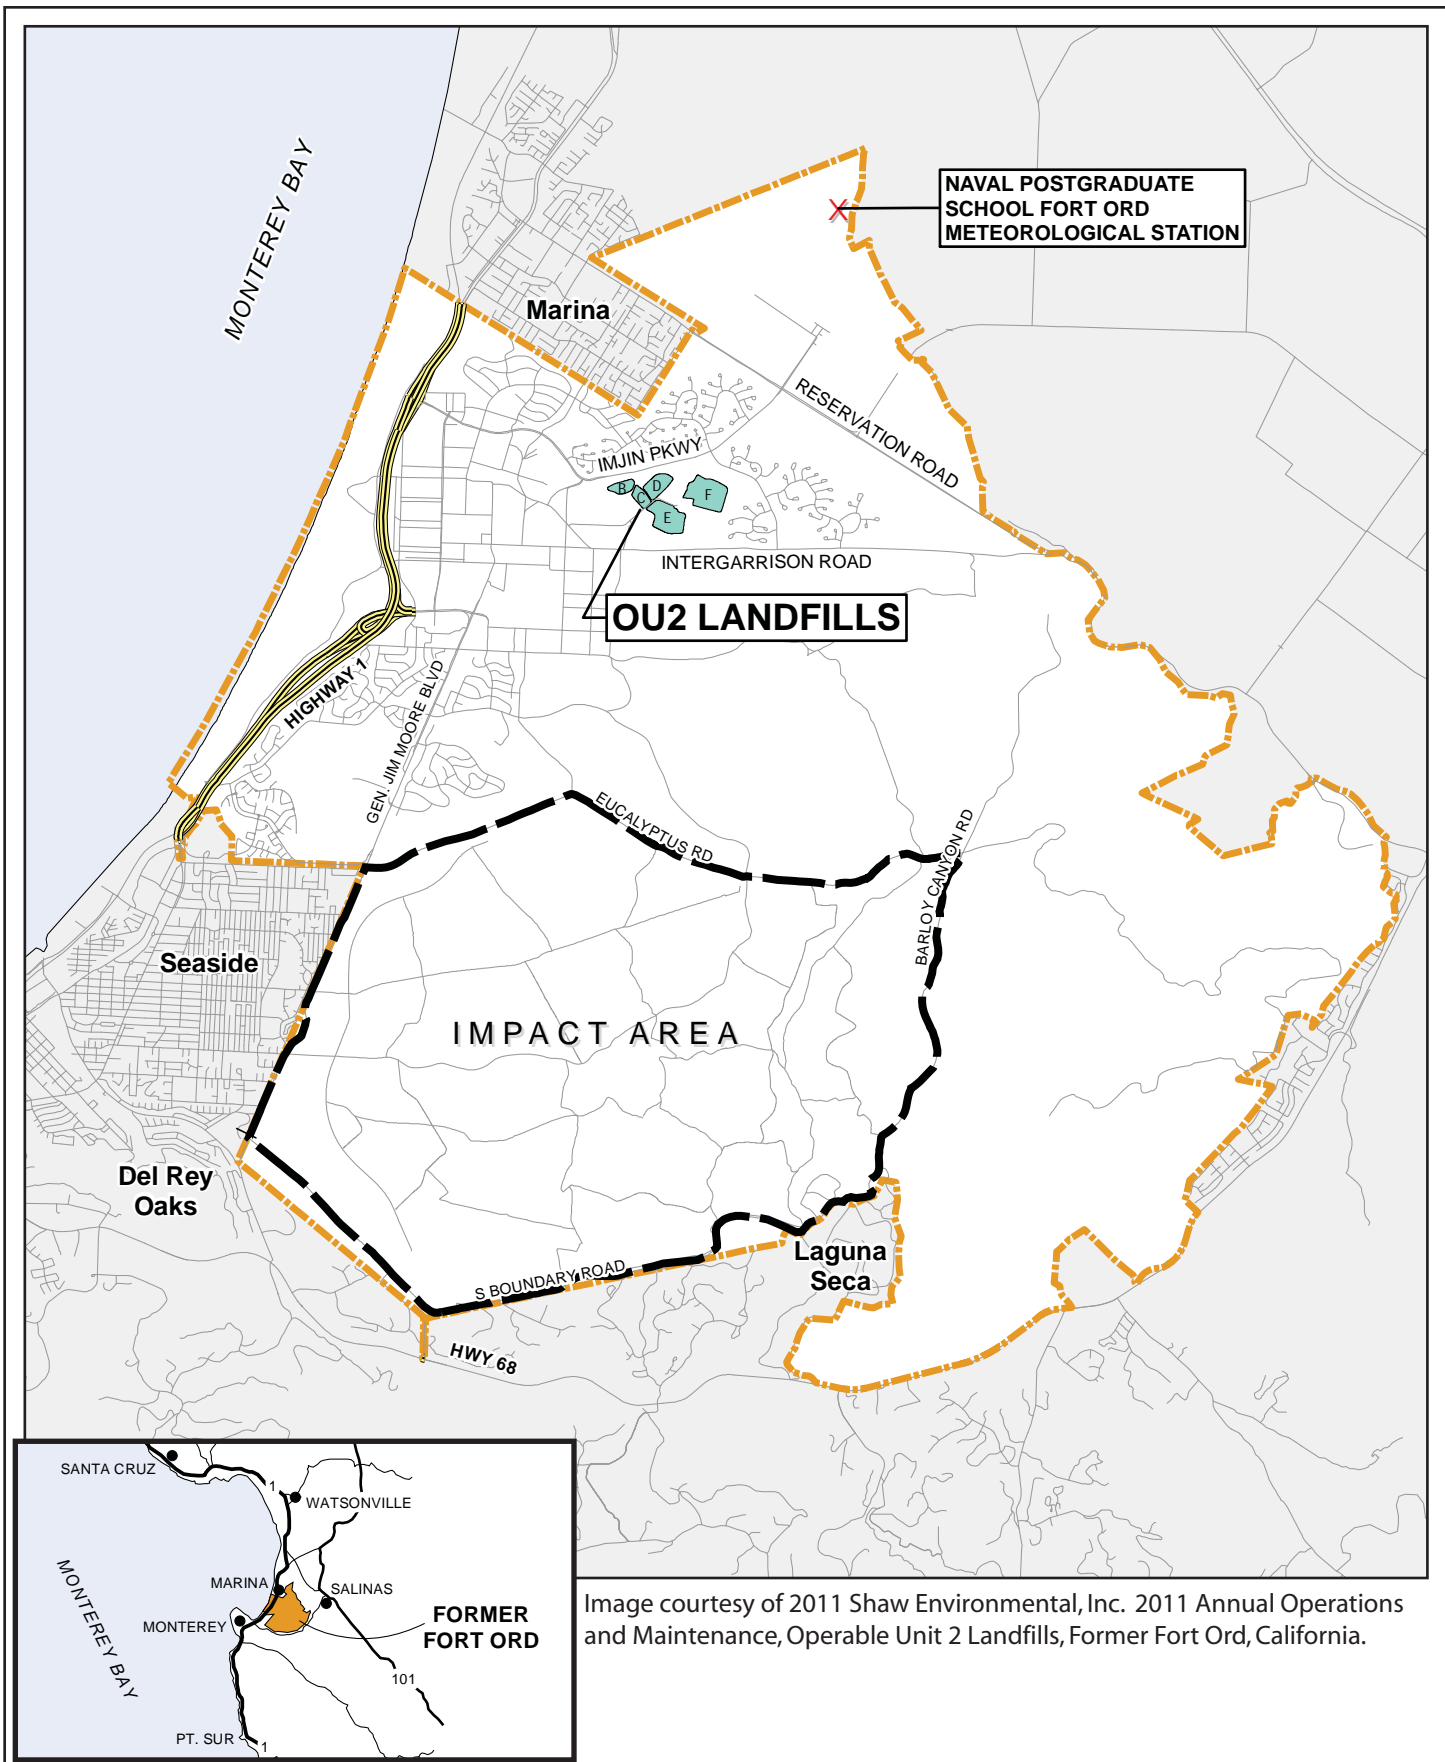 MONTEREY BAY
NAVAL POSTGRADUATE
SCHOOL FORT ORD
METEOROLOGICAL STATION
X
Marina
RESERVATION ROAD
IMJIN PKWY
B
C
D
E
F
INTERGARRISON ROAD
OU2 LANDFILLS
HIGHWAY 1
GEN. JIM MOORE BLVD
EUCALYPTUS RD
BARLOY CANYON RD
Seaside
IMPACT AREA
Del Rey
Oaks
Laguna
Seca
S BOUNDARY ROAD
HWY 68
SANTA CRUZ
1
WATSONVILLE
MONTEREY BAY
MARINA
SALINAS
MONTEREY
FORMER
FORT ORD
101
PT. SUR
1
Image courtesy of 2011 Shaw Environmental, Inc. 2011 Annual Operations
and Maintenance, Operable Unit 2 Landfills, Former Fort Ord, California.